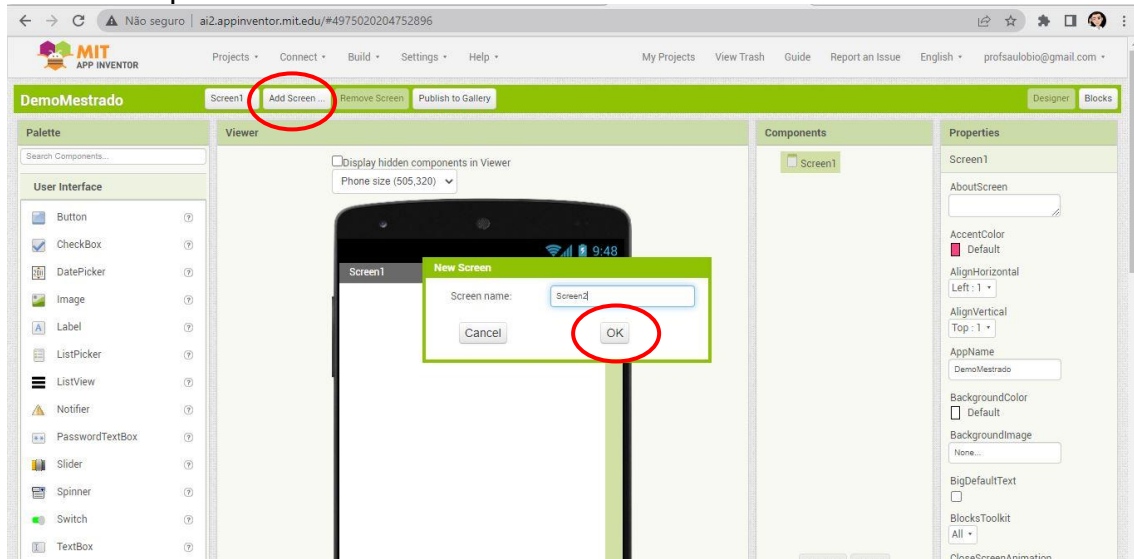 Não seguro | ai2.appinventor.mit.edu/#4975020204752896
MIT
APP INVENTOR
Projects Connect Build Settings Help My Projects View Trash Guide Report an Issue English profsaulobio@gmail.com
DemoMestrado Screen1 Add Screen ... Remove Screen Publish to Gallery Designer Blocks
Palette Viewer Components Properties
Search Components...
User Interface
Button
CheckBox
DatePicker
Image
Label
ListPicker
ListView
Notifier
PasswordTextBox
Slider
Spinner
Switch
TextBox
Display hidden components in Viewer
Phone size (505,320)
9:48
Screen1
New Screen
Screen name: Screen2
Cancel OK
Screen1
Screen1
AboutScreen
AccentColor
Default
AlignHorizontal
Left : 1
AlignVertical
Top : 1
AppName
DemoMestrado
BackgroundColor
Default
BackgroundImage
None...
BigDefaultText
BlocksToolkit
All
CloseScreenAnimation